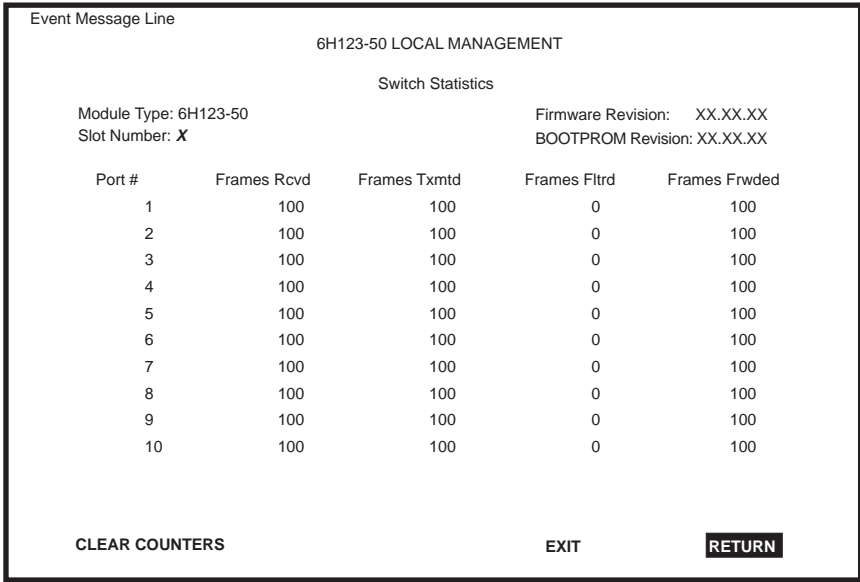 Event Message Line
6H123-50 LOCAL MANAGEMENT
Switch Statistics
Module Type: 6H123-50 Firmware Revision: XX.XX.XX
Slot Number: X BOOTPROM Revision: XX.XX.XX
Port # Frames Rcvd Frames Txmtd Frames Fltrd Frames Frwded
1 100 100 0 100
2 100 100 0 100
3 100 100 0 100
4 100 100 0 100
5 100 100 0 100
6 100 100 0 100
7 100 100 0 100
8 100 100 0 100
9 100 100 0 100
10 100 100 0 100
CLEAR COUNTERS EXIT RETURN